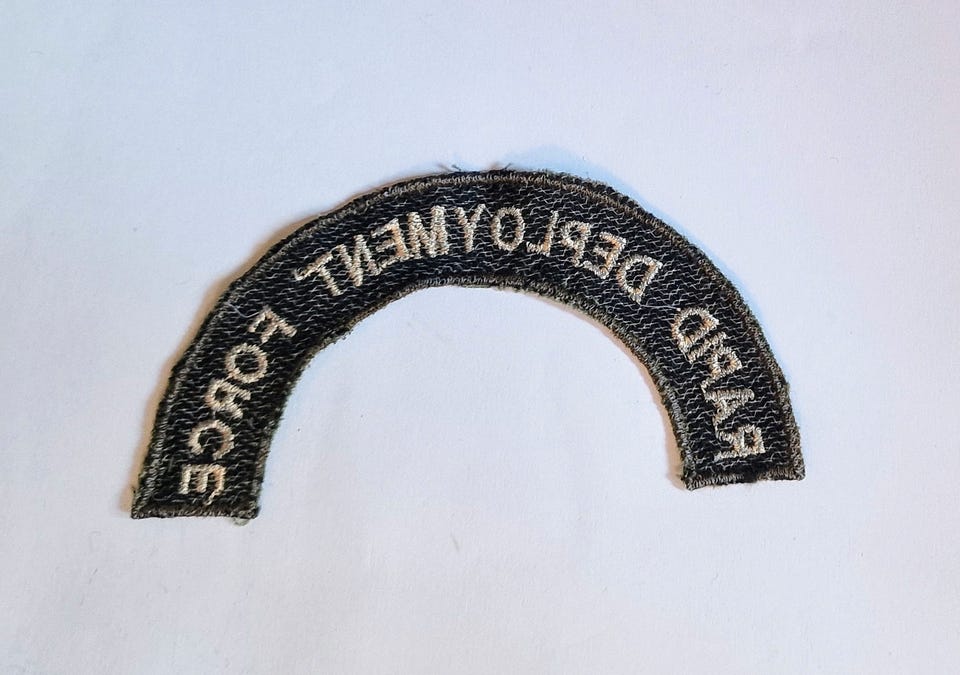 RAPID DEPLOYMENT FORCE